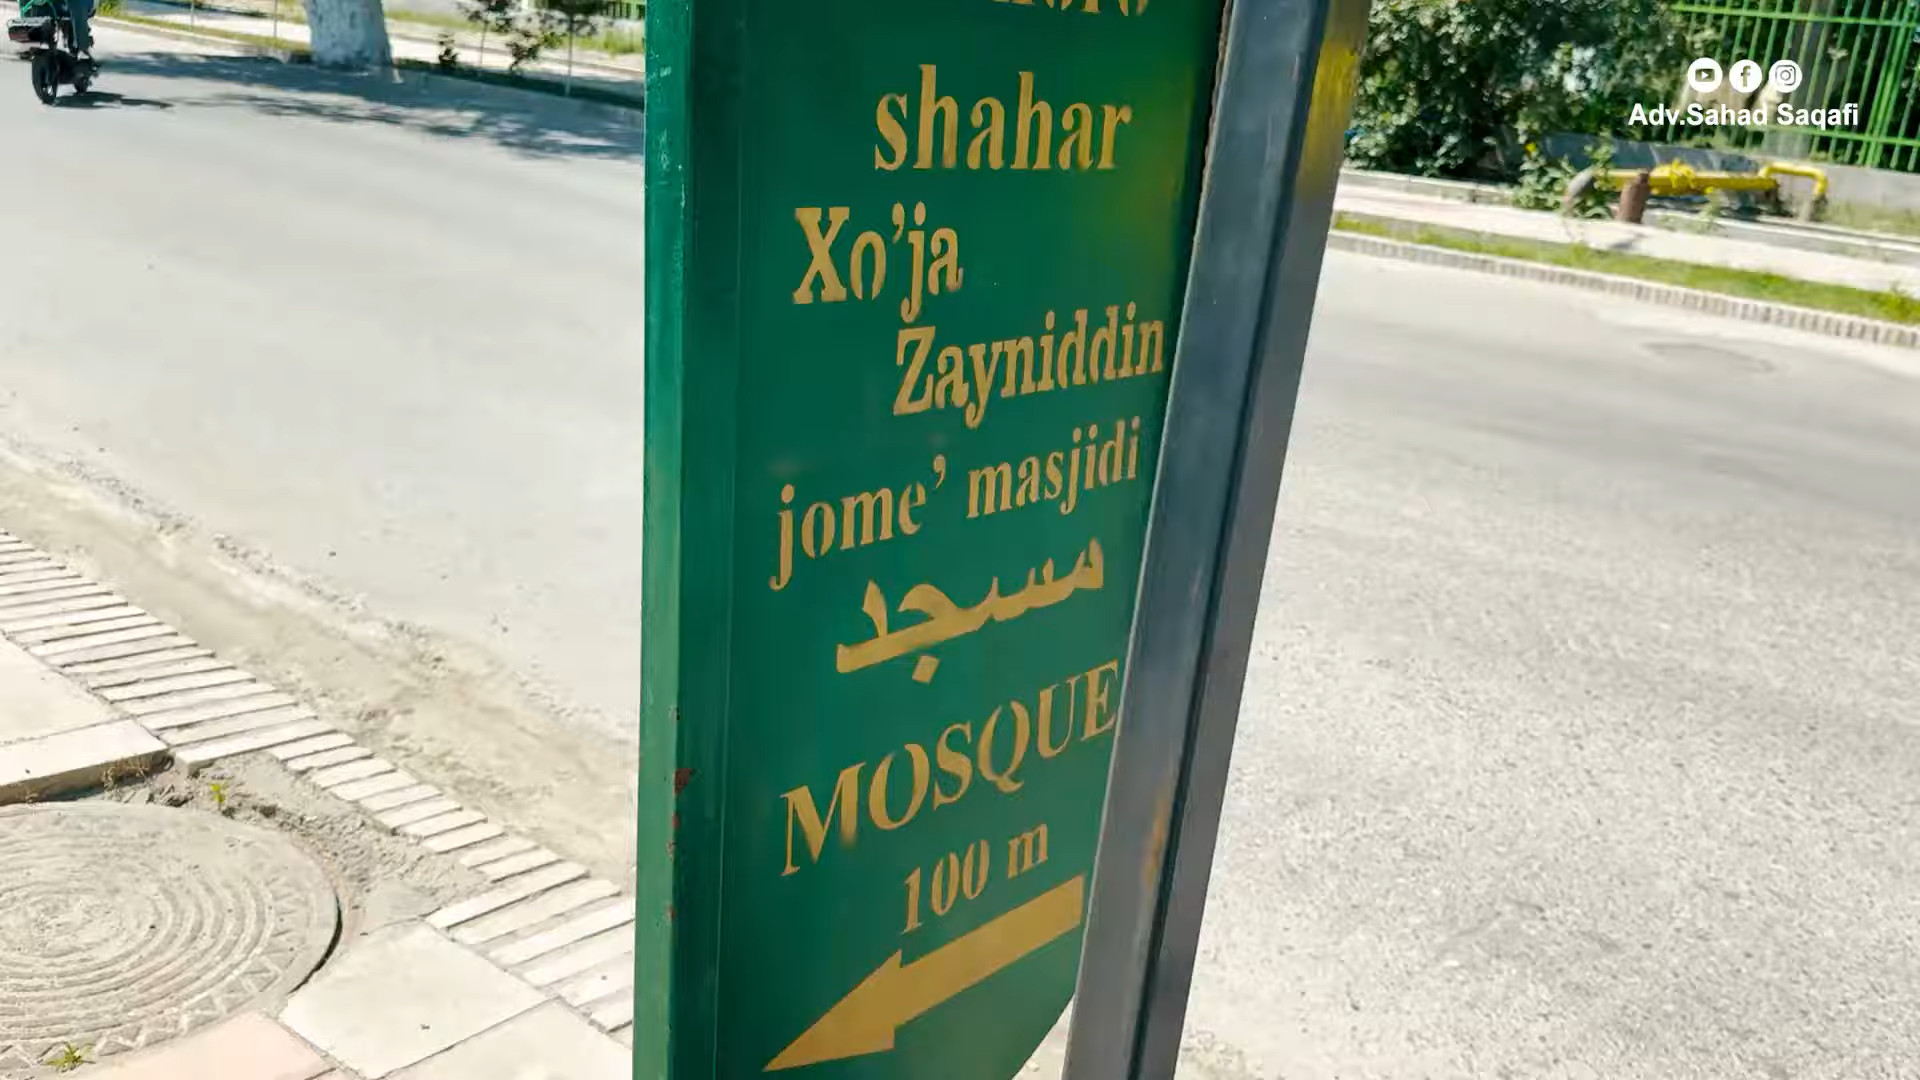 shahar
Xo’ja
Zayniddin
jome’ masjidi
مسجد
MOSQUE
100 m
Adv.Sahad Saqafi